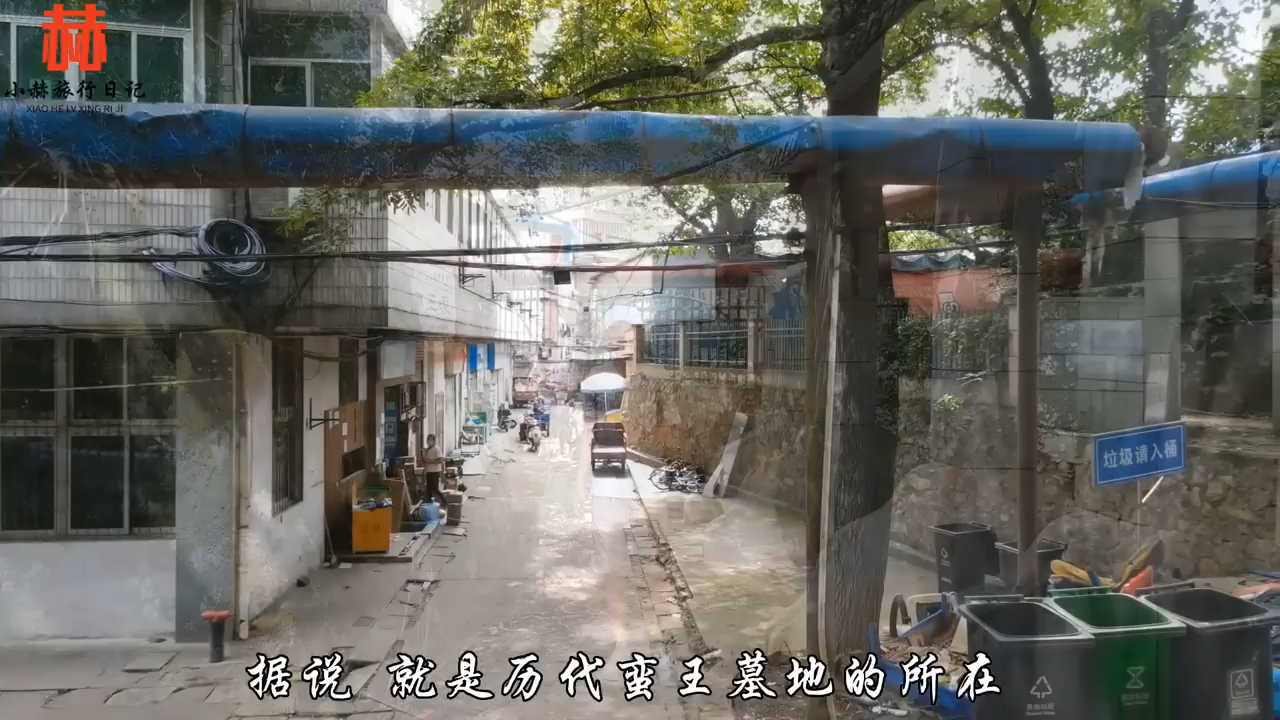 赫
小赫旅行日记
XIAO HE LV XING RI JI
垃圾请入桶
据说 就是历代蛮王墓地的所在